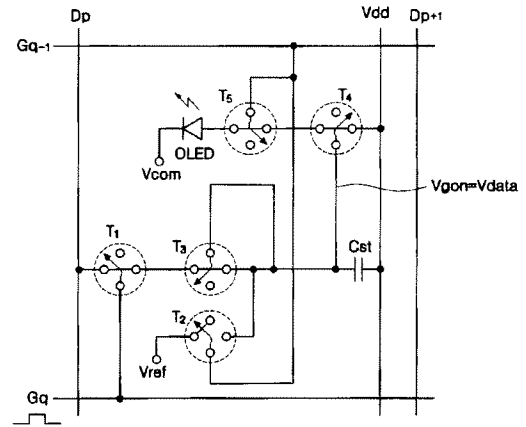 Dp Vdd Dp+1
Gq-1
T5 T4
OLED
Vcom
Vgon=Vdata
T1 T3 Cst
T2
Vref
Gq